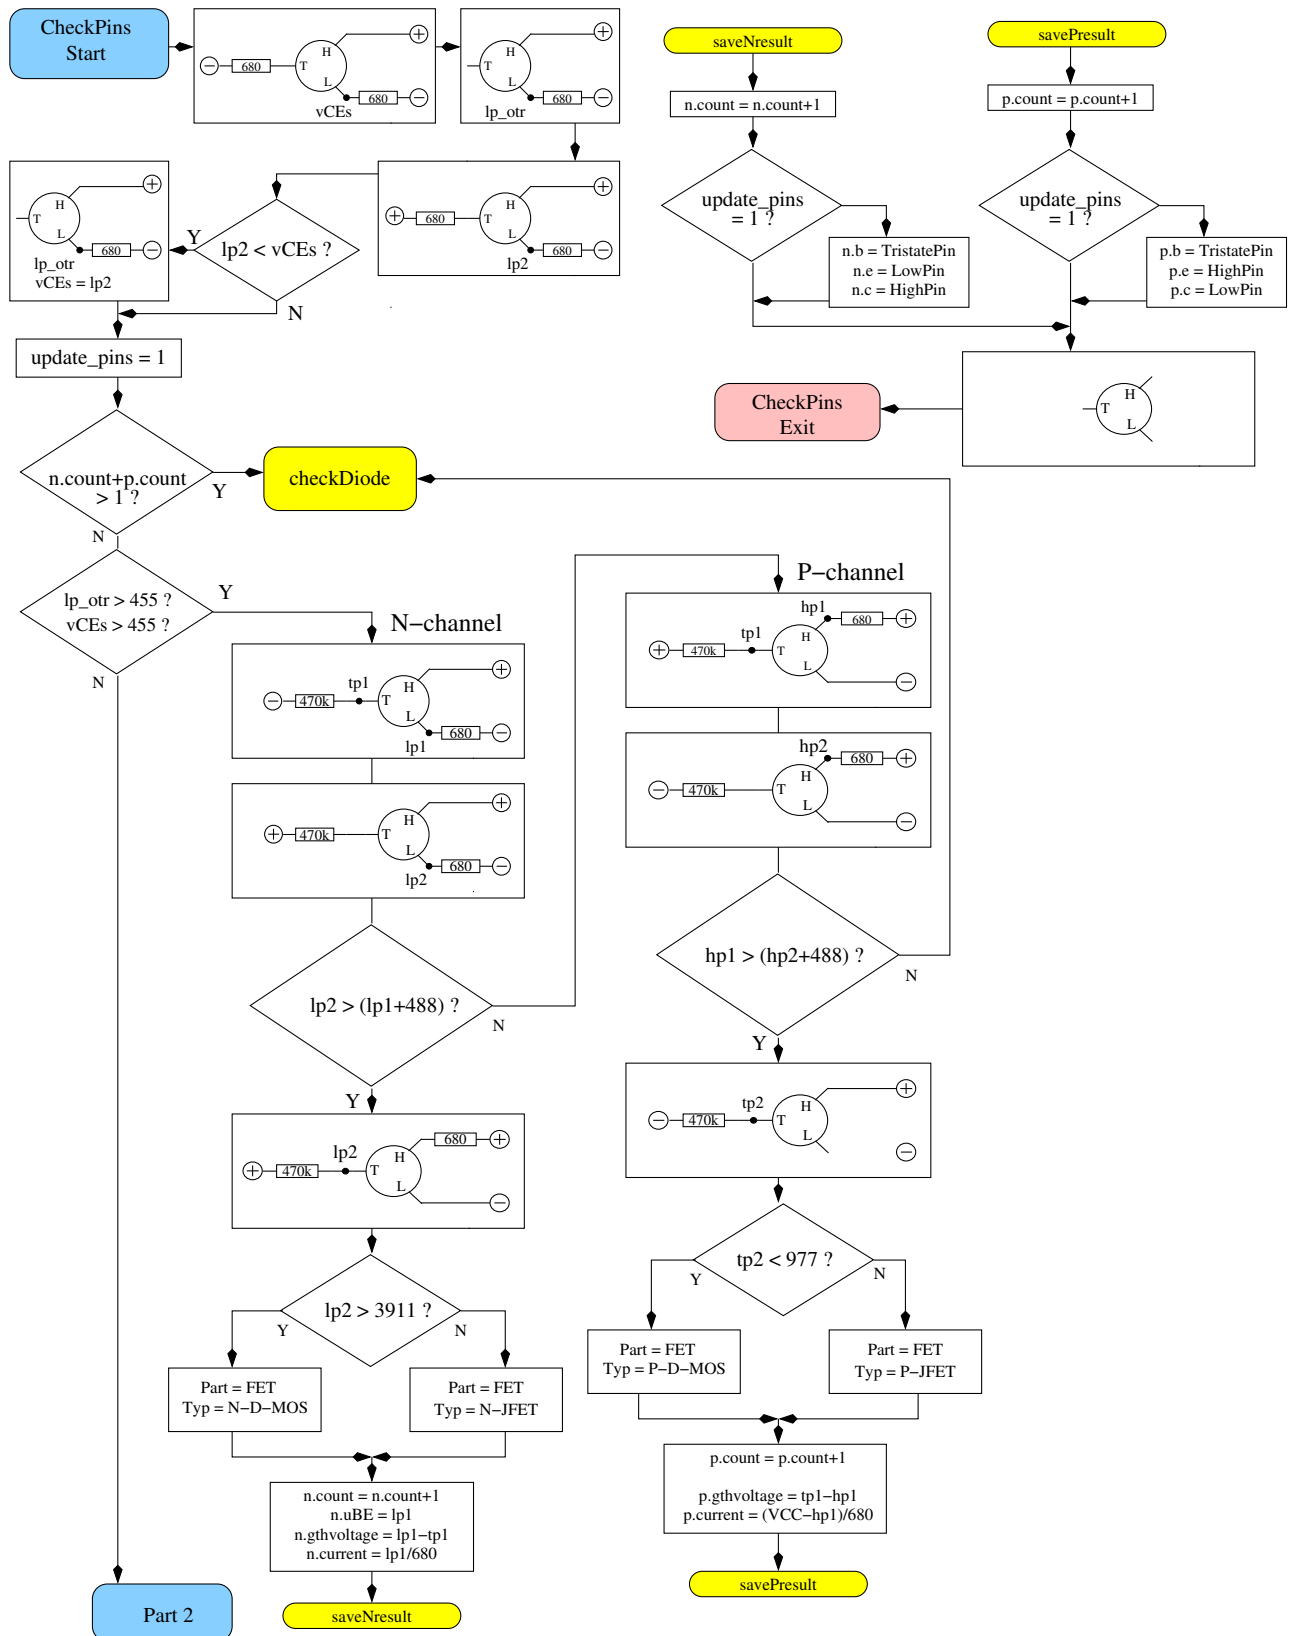 CheckPins
Start
−
680
T
H
L
+
680
−
vCEs
T
H
L
+
680
−
lp_otr
T
H
L
+
680
−
lp_otr
vCEs = lp2
Y
lp2 < vCEs ?
N
+
680
T
H
L
+
680
−
lp2
update_pins = 1
n.count+p.count
> 1 ?
Y
N
checkDiode
lp_otr > 455 ?
vCEs > 455 ?
Y
N
saveNresult
n.count = n.count+1
update_pins
= 1 ?
n.b = TristatePin
n.e = LowPin
n.c = HighPin
savePresult
p.count = p.count+1
update_pins
= 1 ?
p.b = TristatePin
p.e = HighPin
p.c = LowPin
T
H
L
CheckPins
Exit
N−channel
−
470k
tp1
T
H
L
+
680
−
lp1
+
470k
T
H
L
+
680
−
lp2
lp2 > (lp1+488) ?
N
Y
+
470k
lp2
T
H
L
680
+
−
lp2 > 3911 ?
Y
N
Part = FET
Typ = N−D−MOS
Part = FET
Typ = N−JFET
n.count = n.count+1
n.uBE = lp1
n.gthvoltage = lp1−tp1
n.current = lp1/680
saveNresult
Part 2
P−channel
+
470k
tp1
T
H
L
hp1
680
+
−
−
470k
T
H
L
hp2
680
+
−
hp1 > (hp2+488) ?
N
Y
−
470k
tp2
T
H
L
+
−
tp2 < 977 ?
Y
N
Part = FET
Typ = P−D−MOS
Part = FET
Typ = P−JFET
p.count = p.count+1
p.gthvoltage = tp1−hp1
p.current = (VCC−hp1)/680
savePresult